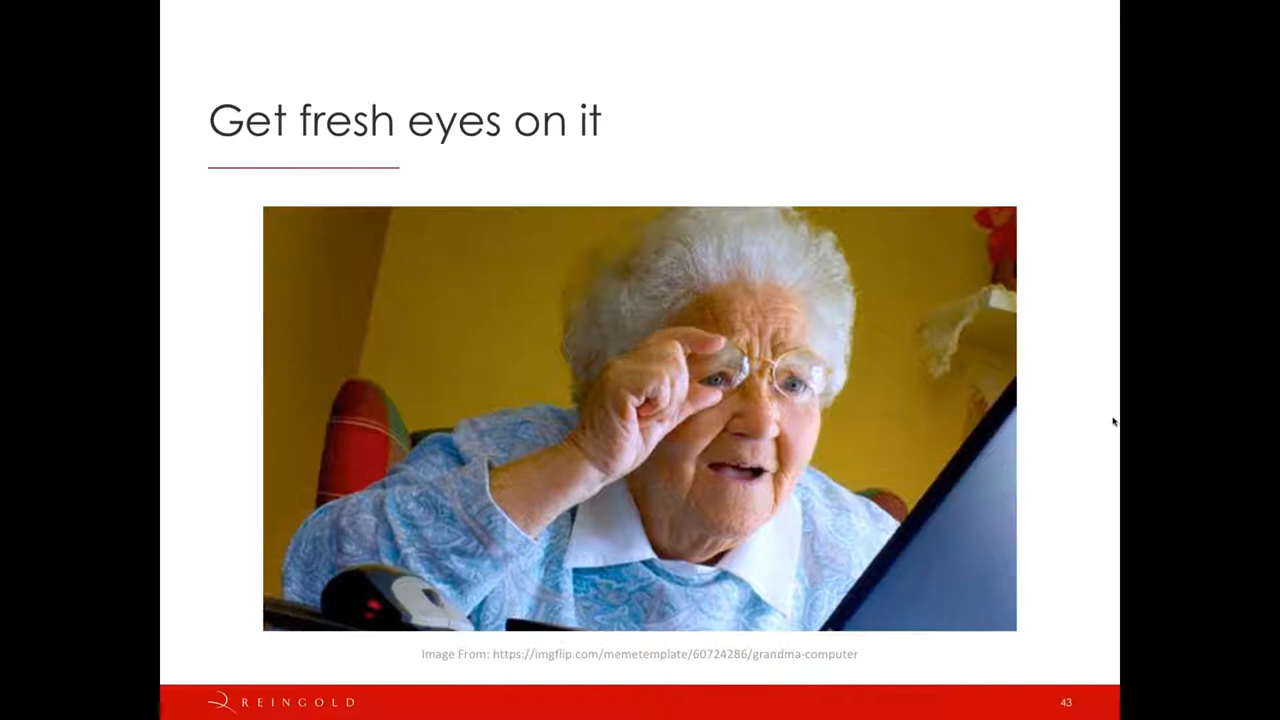 Get fresh eyes on it
Image From: https://imgflip.com/memetemplate/60724286/grandma-computer
REINGOLD
43